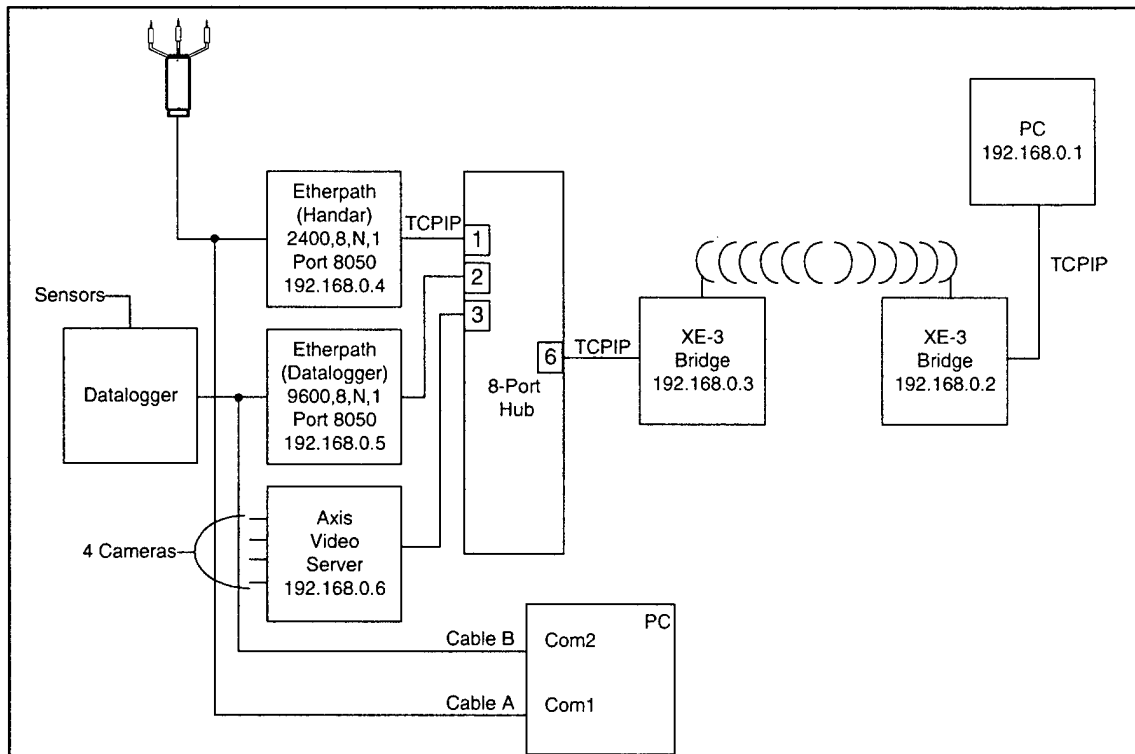 Etherpath
(Handar)
2400,8,N,1
Port 8050
192.168.0.4
TCPIP
1
2
3
6
8-Port
Hub
TCPIP
XE-3
Bridge
192.168.0.3
XE-3
Bridge
192.168.0.2
TCPIP
PC
192.168.0.1
Sensors
Datalogger
Etherpath
(Datalogger)
9600,8,N,1
Port 8050
192.168.0.5
4 Cameras
Axis
Video
Server
192.168.0.6
Cable B
Cable A
PC
Com2
Com1